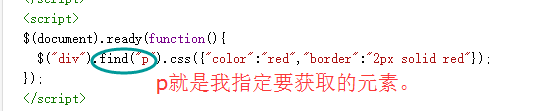 <script>
$(document).ready(function(){
$("div").find("p").css({"color":"red","border":"2px solid red"});
});
p就是我指定要获取的元素。
</script>